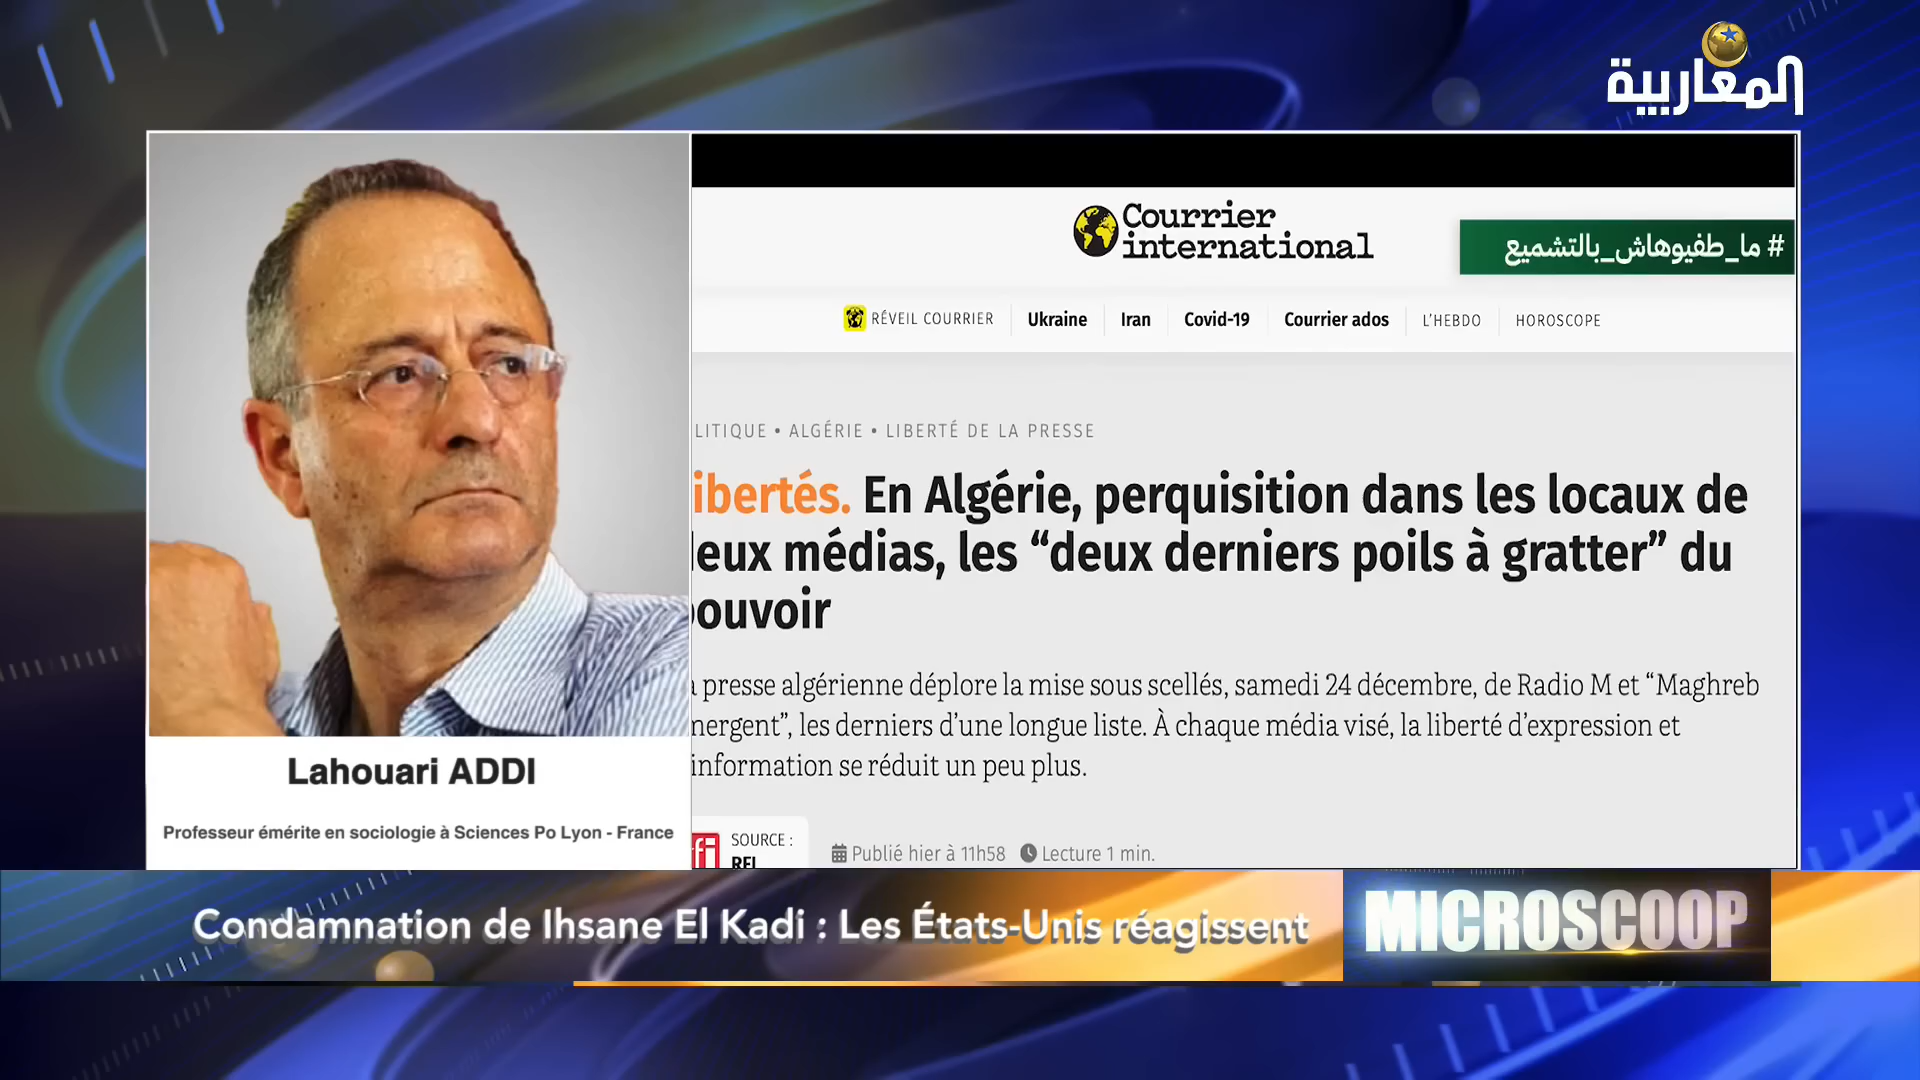 المغاربية
Courrier
international
# ما_طفيوهاش_بالتشميع
RÉVEIL COURRIER
Ukraine
Iran
Covid-19
Courrier ados
L'HEBDO
HOROSCOPE
LITIQUE • ALGÉRIE • LIBERTÉ DE LA PRESSE
ibertés. En Algérie, perquisition dans les locaux de
eux médias, les “deux derniers poils à gratter” du
ouvoir
presse algérienne déplore la mise sous scellés, samedi 24 décembre, de Radio M et “Maghreb
mergent”, les derniers d’une longue liste. À chaque média visé, la liberté d’expression et
information se réduit un peu plus.
fi
SOURCE :
RFI
Publié hier à 11h58
Lecture 1 min.
Lahouari ADDI
Professeur émérite en sociologie à Sciences Po Lyon - France
Condamnation de Ihsane El Kadi : Les États-Unis réagissent
MICROSCOOP